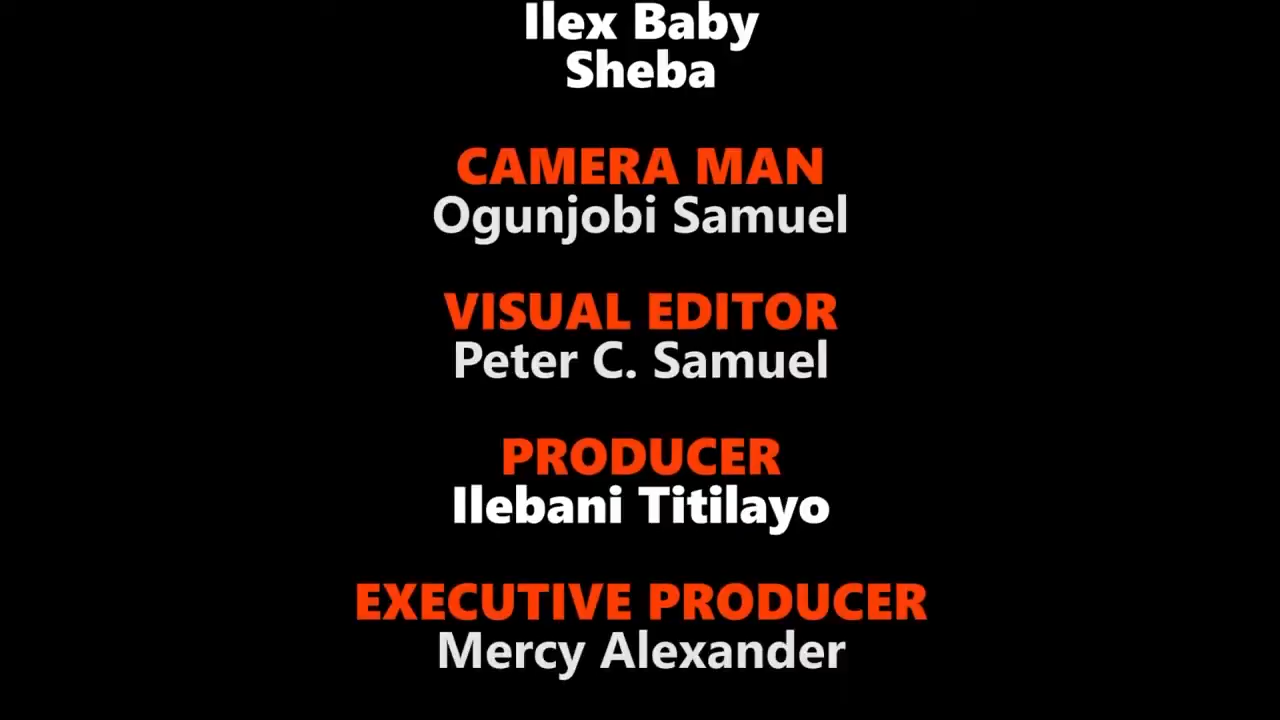 Ilex Baby
Sheba
CAMERA MAN
Ogunjobi Samuel
VISUAL EDITOR
Peter C. Samuel
PRODUCER
Ilebani Titilayo
EXECUTIVE PRODUCER
Mercy Alexander